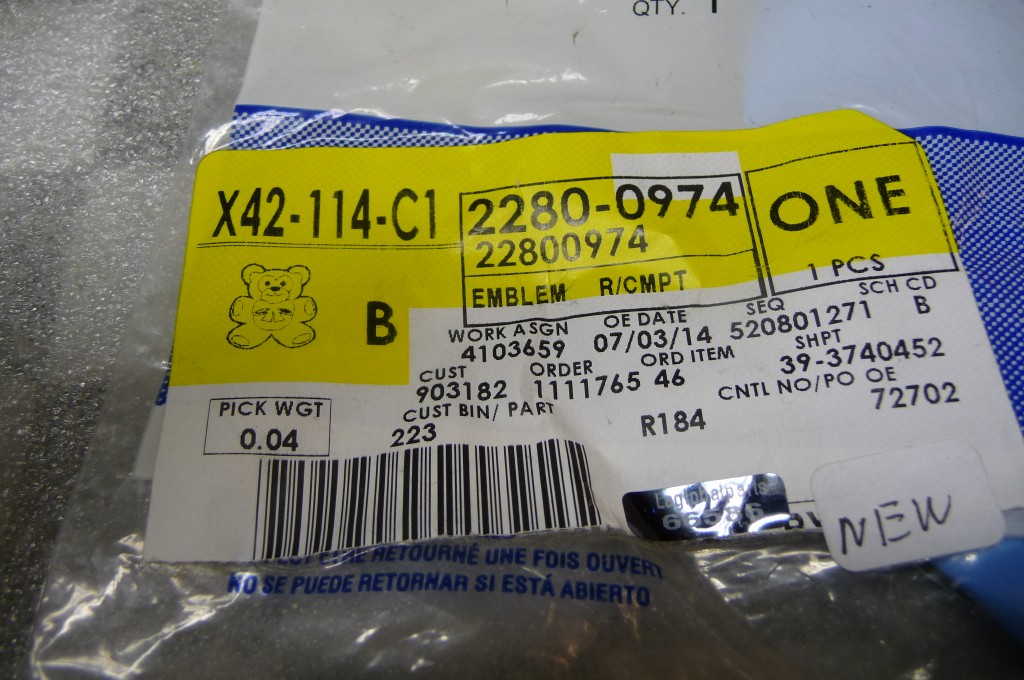 QTY. 1
X42-114-C1
2280-0974
22800974
EMBLEM R/CMPT
ONE
1 PCS
B
WORK ASGN
4103659
OE DATE
07/03/14
SEQ
520801271
SCH CD
B
CUST
903182
ORDER
1111765
ORD ITEM
46
SHPT
39-3740452
PICK WGT
0.04
CUST BIN/ PART
223
R184
CNTL NO/PO OE
72702
NEW
RETOURNÉ UNE FOIS OUVERT
NO SE PUEDE RETORNAR SI ESTÁ ABIERTO